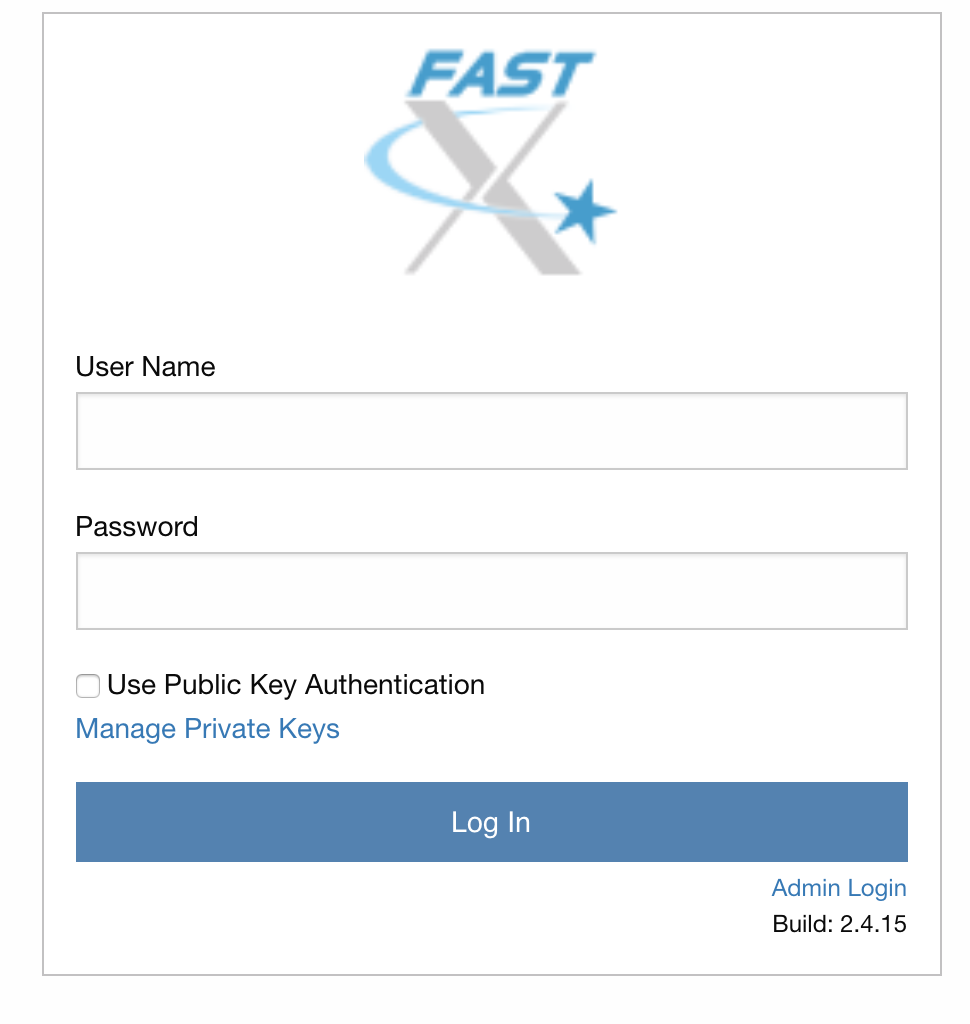 FAST
X
User Name
Password
Use Public Key Authentication
Manage Private Keys
Log In
Admin Login
Build: 2.4.15